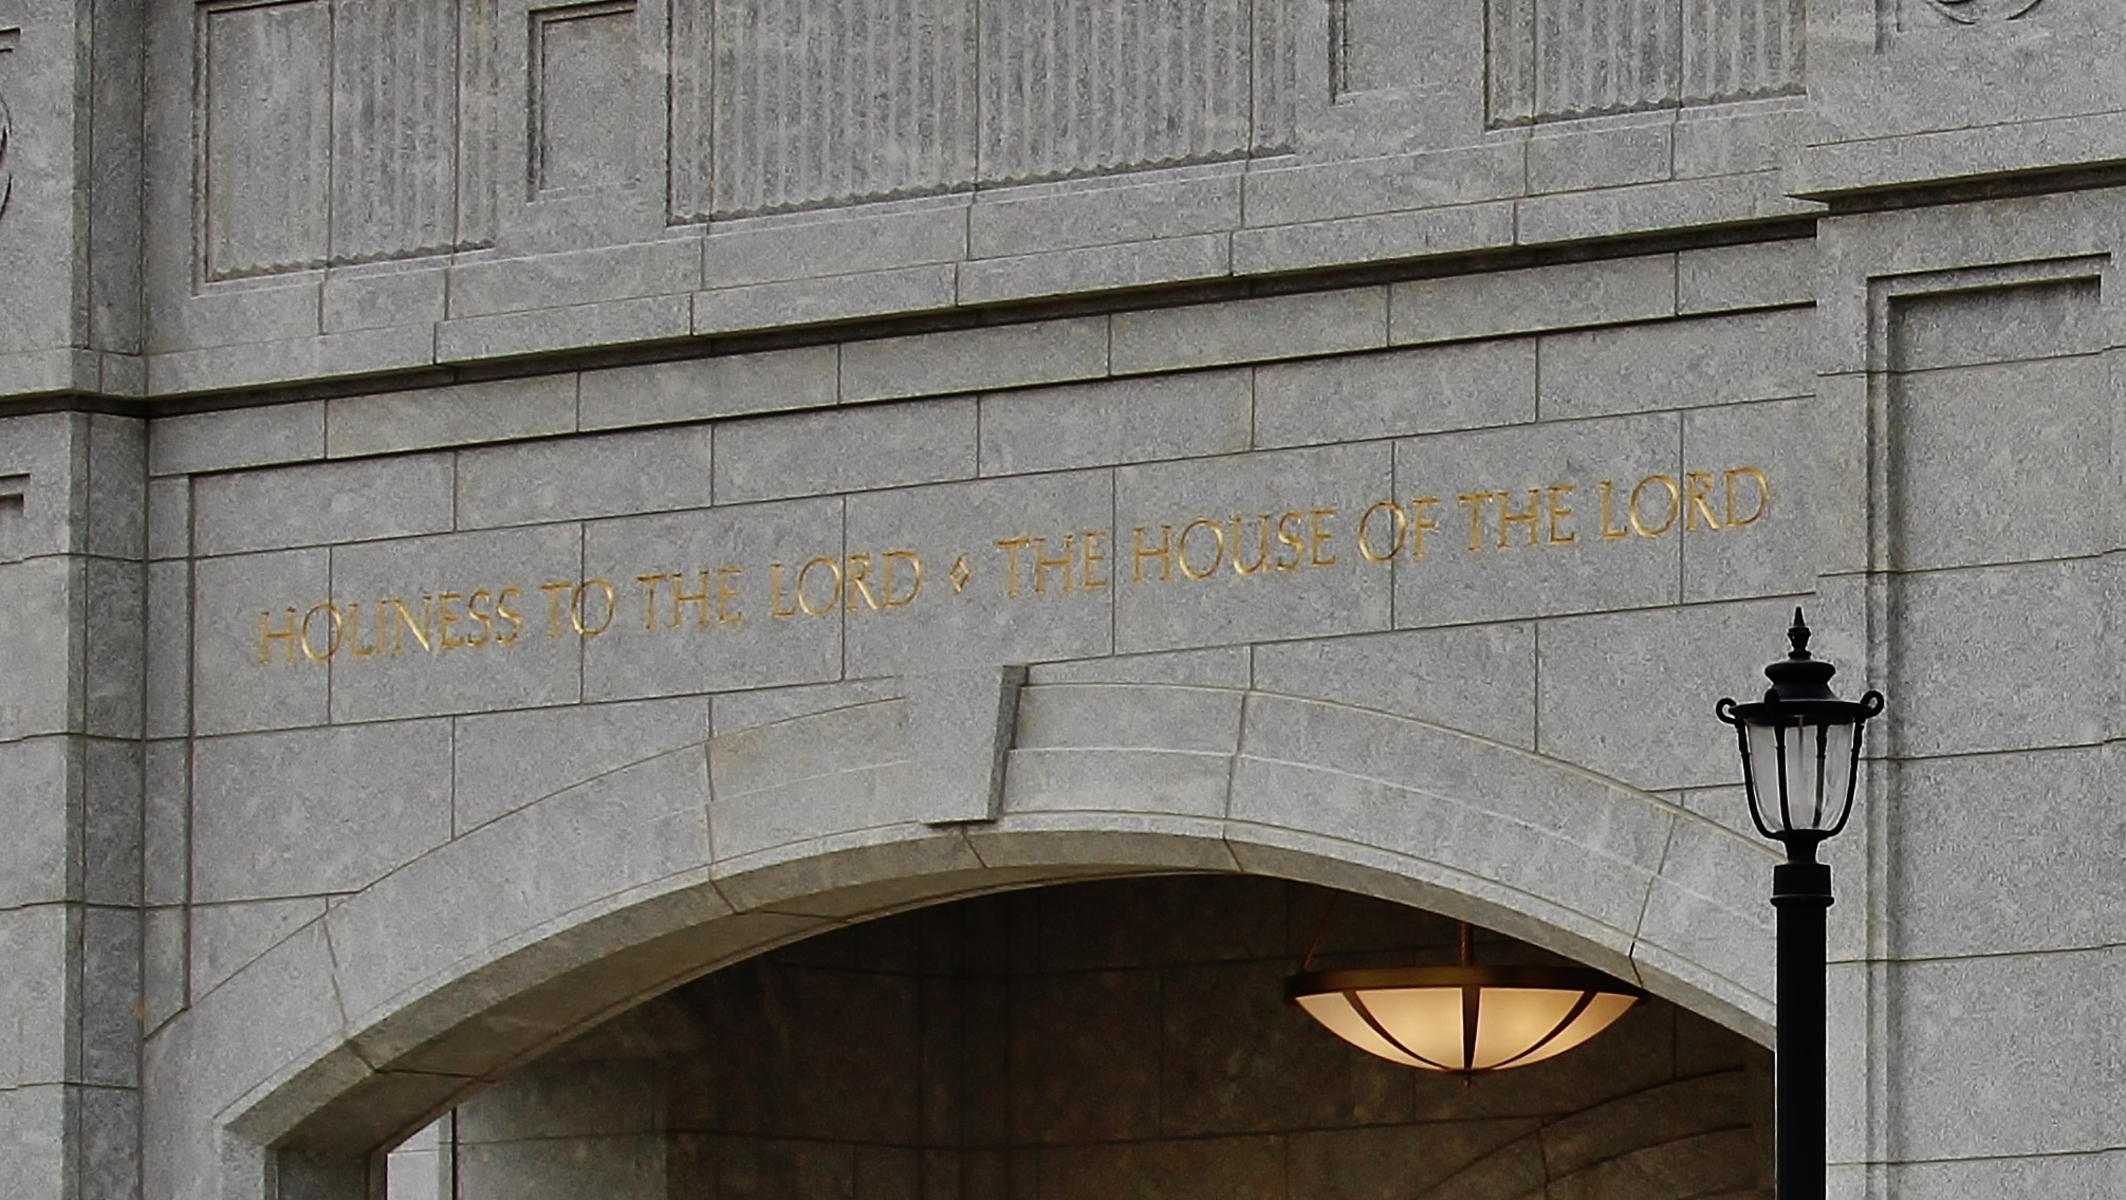 HOLINESS TO THE LORD ⋄ THE HOUSE OF THE LORD